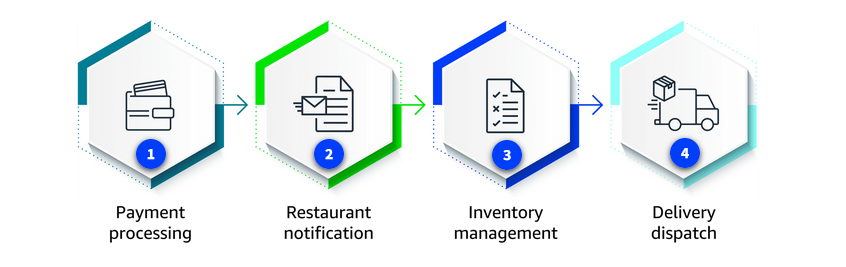 1
2
3
4
Payment
processing
Restaurant
notification
Inventory
management
Delivery
dispatch